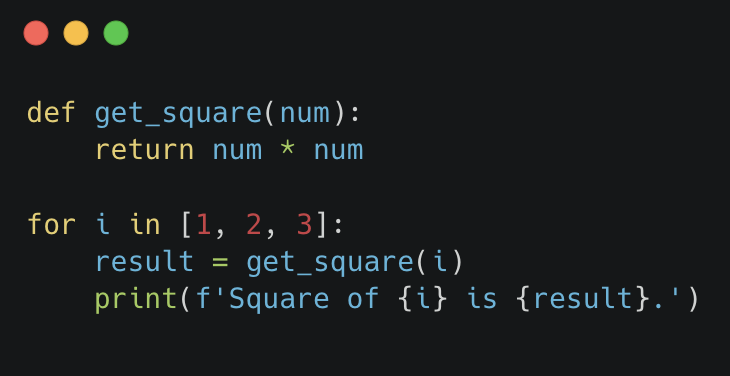 def get_square(num):
    return num * num

for i in [1, 2, 3]:
    result = get_square(i)
    print(f'Square of {i} is {result}.')